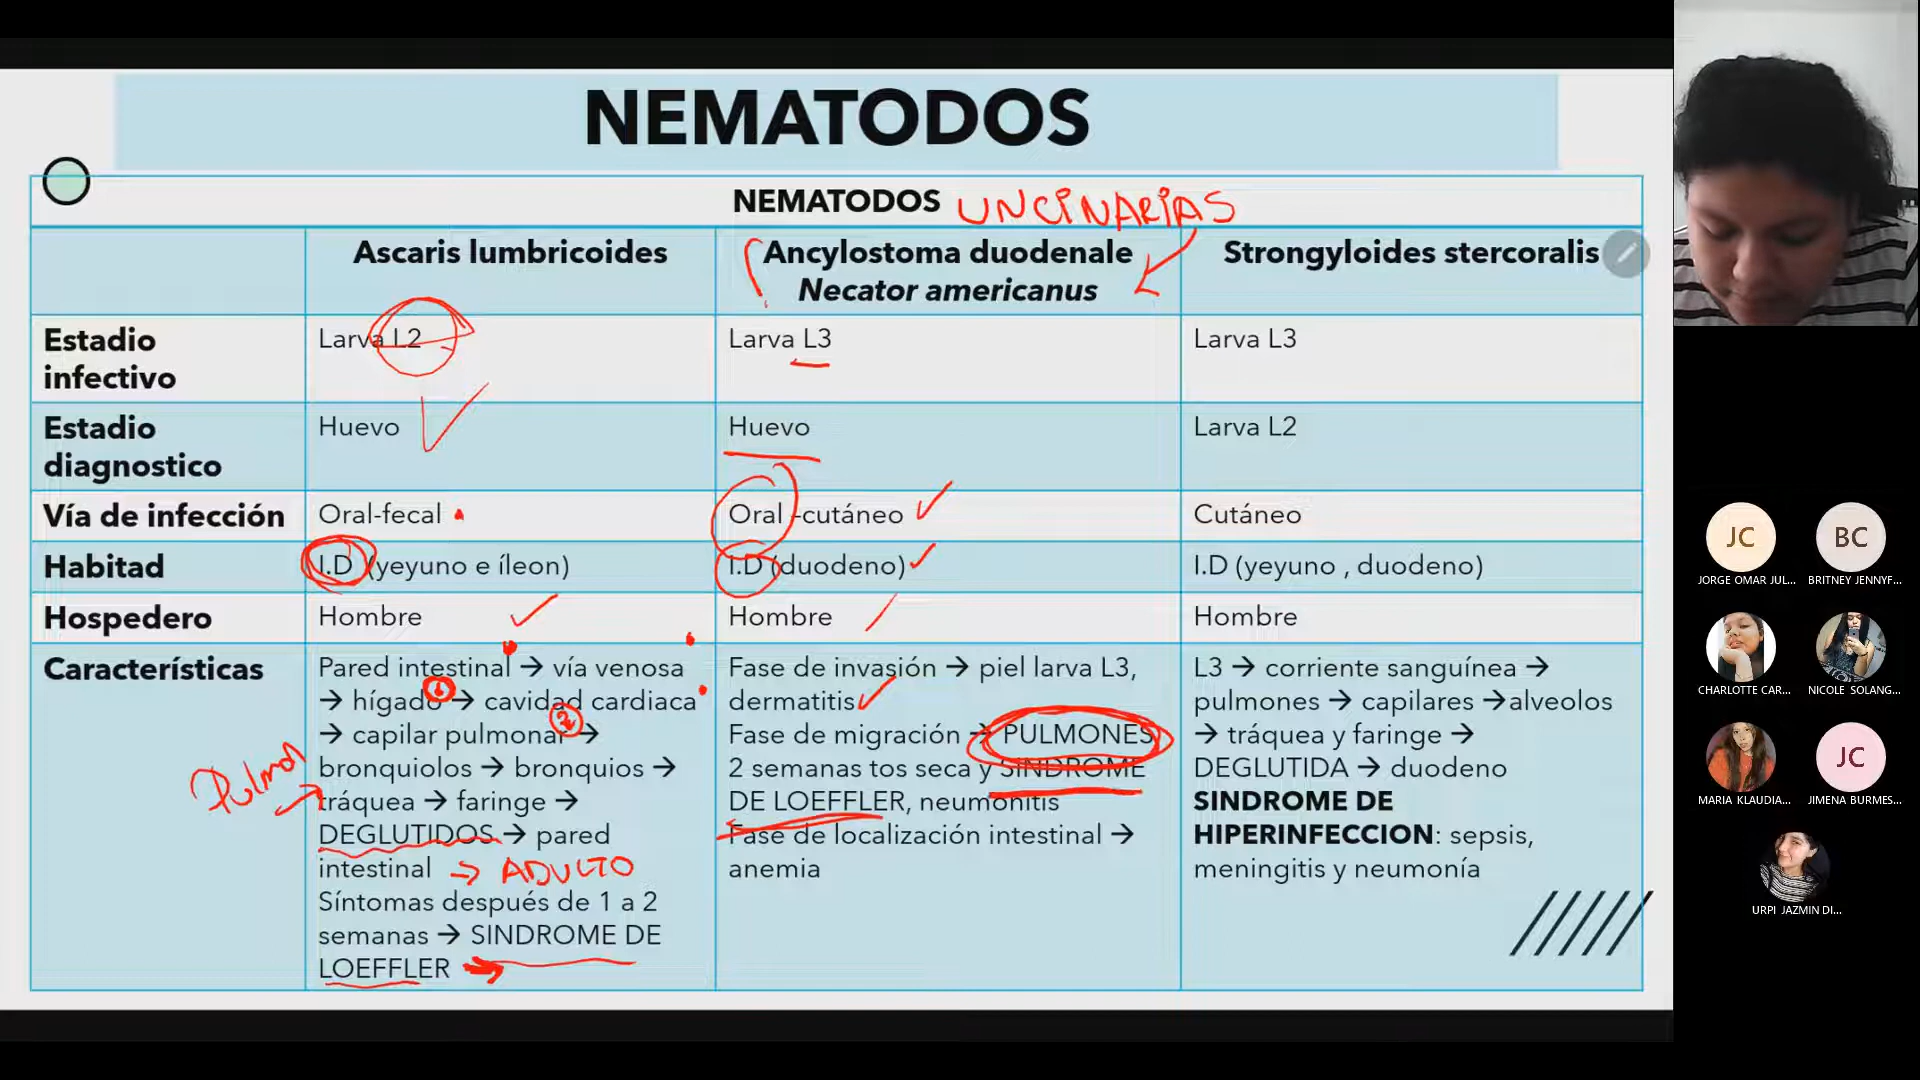 NEMATODOS
NEMATODOS UNCINARIAS
Ascaris lumbricoides
Ancylostoma duodenale
Necator americanus
Strongyloides stercoralis
Estadio
infectivo
Larva L2
Larva L3
Larva L3
Estadio
diagnostico
Huevo
Huevo
Larva L2
Vía de infección
Oral-fecal
Oral -cutáneo
Cutáneo
Habitad
I.D (yeyuno e íleon)
I.D (duodeno)
I.D (yeyuno , duodeno)
Hospedero
Hombre
Hombre
Hombre
Características
Pared intestinal → vía venosa
→ hígado → cavidad cardiaca
→ capilar pulmonar →
bronquiolos → bronquios →
tráquea → faringe →
DEGLUTIDOS → pared
intestinal → ADULTO
Síntomas después de 1 a 2
semanas → SINDROME DE
LOEFFLER
1
2
Pulmon
Fase de invasión → piel larva L3,
dermatitis
Fase de migración → PULMONES
2 semanas tos seca y SINDROME
DE LOEFFLER, neumonitis
Fase de localización intestinal →
anemia
L3 → corriente sanguínea →
pulmones → capilares →alveolos
→ tráquea y faringe →
DEGLUTIDA → duodeno
SINDROME DE
HIPERINFECCION: sepsis,
meningitis y neumonía
JC
BC
JORGE OMAR JUL...
BRITNEY JENNYF...
CHARLOTTE CAR...
NICOLE SOLANG...
JC
MARIA KLAUDIA...
JIMENA BURMES...
URPI JAZMIN DI...